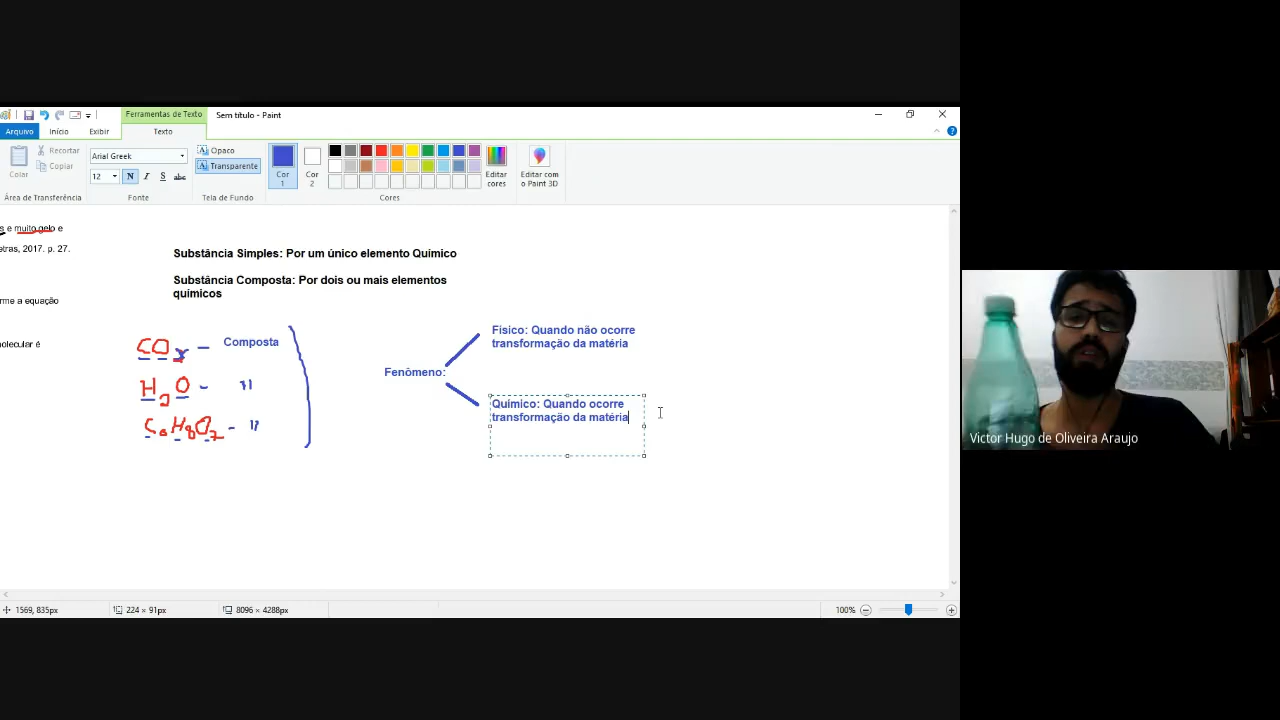 Ferramentas de Texto
Sem título - Paint
Arquivo
Início
Exibir
Texto
Colar
Recortar
Copiar
Área de Transferência
Arial Greek
12
N
I
S
abc
Fonte
Opaco
Transparente
Tela de Fundo
Cor
1
Cor
2
Editar
cores
Cores
Editar com
o Paint 3D
s e muito gelo e
etras, 2017. p. 27.
rme a equação
nolecular é
Substância Simples: Por um único elemento Químico
Substância Composta: Por dois ou mais elementos
químicos
CO₂ - Composta
H₂O - "
C₆H₈O₂ - "
Fenômeno:
Físico: Quando não ocorre
transformação da matéria
Químico: Quando ocorre
transformação da matéria
Victor Hugo de Oliveira Araujo
1569, 835px
224 × 91px
8096 × 4288px
100%